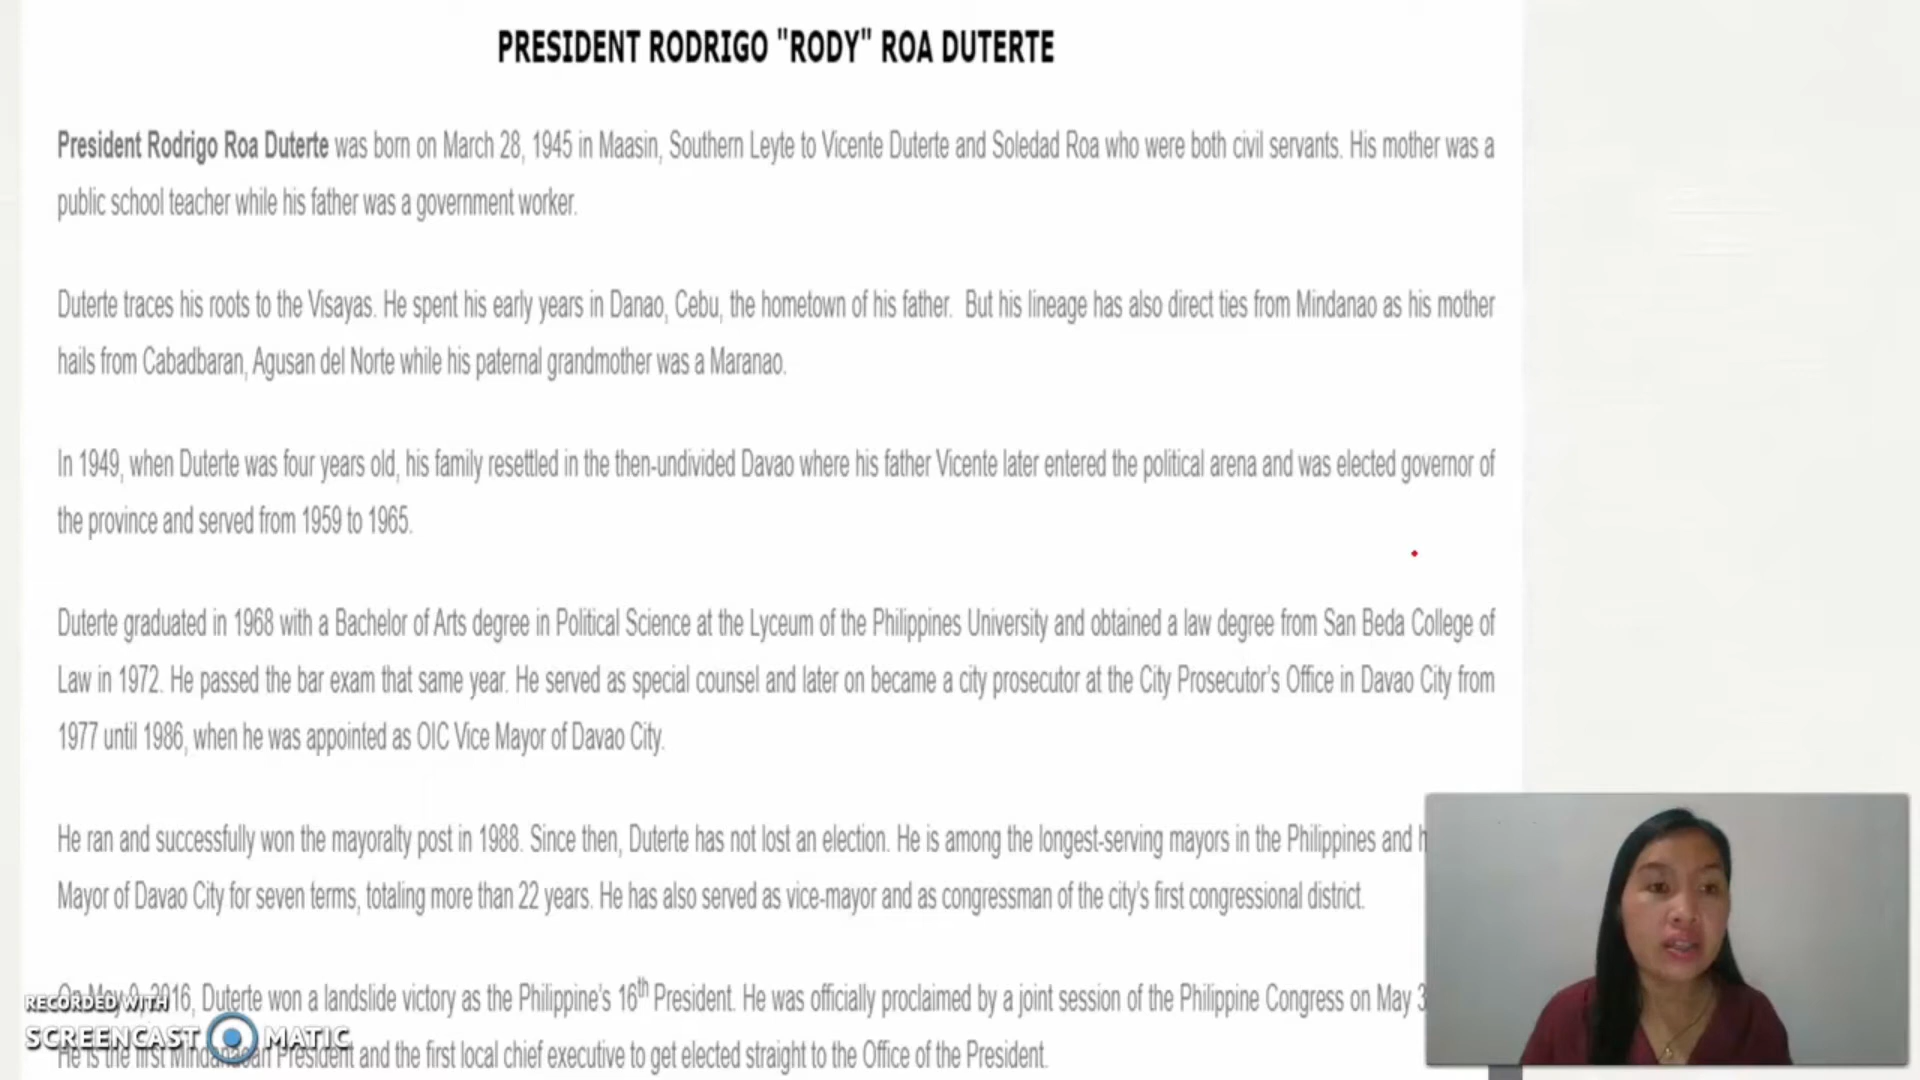 PRESIDENT RODRIGO "RODY" ROA DUTERTE
President Rodrigo Roa Duterte was born on March 28, 1945 in Maasin, Southern Leyte to Vicente Duterte and Soledad Roa who were both civil servants. His mother was a
public school teacher while his father was a government worker.
Duterte traces his roots to the Visayas. He spent his early years in Danao, Cebu, the hometown of his father. But his lineage has also direct ties from Mindanao as his mother
hails from Cabadbaran, Agusan del Norte while his paternal grandmother was a Maranao.
In 1949, when Duterte was four years old, his family resettled in the then-undivided Davao where his father Vicente later entered the political arena and was elected governor of
the province and served from 1959 to 1965.
Duterte graduated in 1968 with a Bachelor of Arts degree in Political Science at the Lyceum of the Philippines University and obtained a law degree from San Beda College of
Law in 1972. He passed the bar exam that same year. He served as special counsel and later on became a city prosecutor at the City Prosecutor's Office in Davao City from
1977 until 1986, when he was appointed as OIC Vice Mayor of Davao City.
He ran and successfully won the mayoralty post in 1988. Since then, Duterte has not lost an election. He is among the longest-serving mayors in the Philippines and
Mayor of Davao City for seven terms, totaling more than 22 years. He has also served as vice-mayor and as congressman of the city's first congressional district.
On May 9, 2016, Duterte won a landslide victory as the Philippine's 16th President. He was officially proclaimed by a joint session of the Philippine Congress on May
He is the first Mindanaoan President and the first local chief executive to get elected straight to the Office of the President.
RECORDED WITH
SCREENCAST MATIC